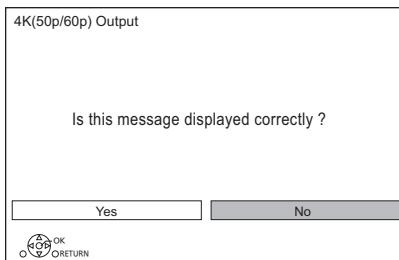 4K(50p/60p) Output
Is this message displayed correctly ?
Yes No
OK
RETURN